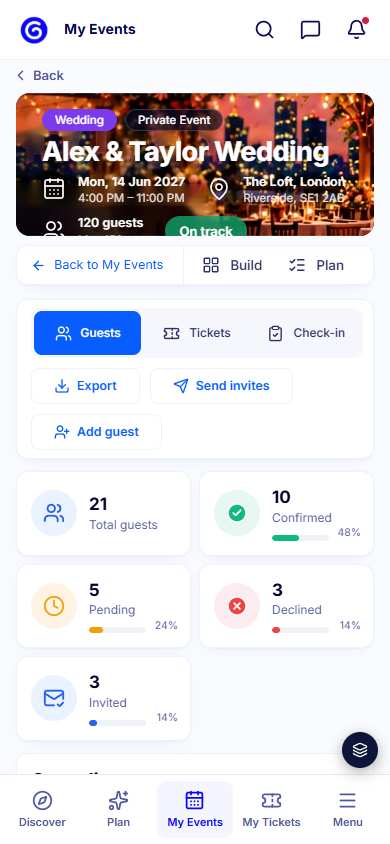 My Events
Back
Wedding
Private Event
Alex & Taylor Wedding
Mon, 14 Jun 2027
4:00 PM – 11:00 PM
The Loft, London
Riverside, SE1 2AB
120 guests
On track
Back to My Events
Build
Plan
Guests
Tickets
Check-in
Export
Send invites
Add guest
21
Total guests
10
Confirmed
48%
5
Pending
24%
3
Declined
14%
3
Invited
14%
Discover
Plan
My Events
My Tickets
Menu